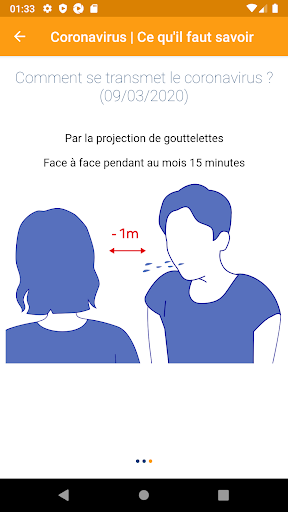 01:33
Coronavirus | Ce qu'il faut savoir
Comment se transmet le coronavirus ?
(09/03/2020)
Par la projection de gouttelettes
Face à face pendant au mois 15 minutes
- 1m